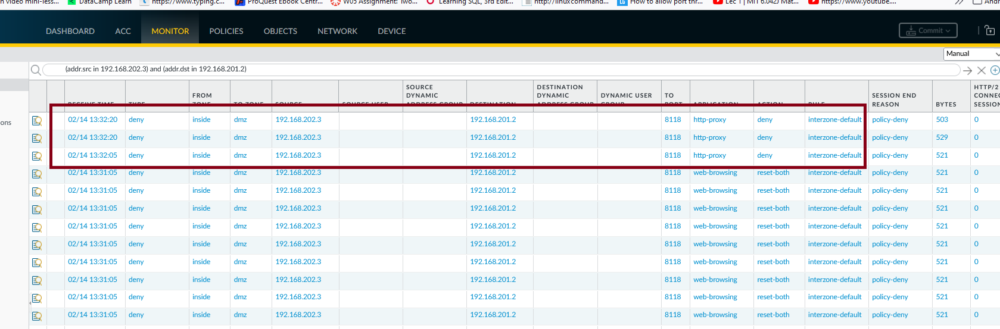 n video mini-less... DataCamp Learn https://www.typing.c... ProQuest Ebook Centr... W05 Assignment: Two... Learning SQL, 3rd Edit... http://linuxcommand... How to allow port thr... Lec 1 | MIT 6.042J Mat... https://www.youtube....
DASHBOARD ACC MONITOR POLICIES OBJECTS NETWORK DEVICE Commit
Manual
(addr.src in 192.168.202.3) and (addr.dst in 192.168.201.2)
RECEIVE TIME TYPE FROM ZONE TO ZONE SOURCE SOURCE USER SOURCE DYNAMIC ADDRESS GROUP DESTINATION DESTINATION DYNAMIC ADDRESS GROUP DYNAMIC USER GROUP TO PORT APPLICATION ACTION RULE SESSION END REASON BYTES HTTP/2 CONNEC SESSION
ons
02/14 13:32:20 deny inside dmz 192.168.202.3 192.168.201.2 8118 http-proxy deny interzone-default policy-deny 503 0
02/14 13:32:20 deny inside dmz 192.168.202.3 192.168.201.2 8118 http-proxy deny interzone-default policy-deny 529 0
02/14 13:32:05 deny inside dmz 192.168.202.3 192.168.201.2 8118 http-proxy deny interzone-default policy-deny 521 0
02/14 13:31:05 deny inside dmz 192.168.202.3 192.168.201.2 8118 web-browsing reset-both interzone-default policy-deny 521 0
02/14 13:31:05 deny inside dmz 192.168.202.3 192.168.201.2 8118 web-browsing reset-both interzone-default policy-deny 521 0
02/14 13:31:05 deny inside dmz 192.168.202.3 192.168.201.2 8118 web-browsing reset-both interzone-default policy-deny 521 0
02/14 13:31:05 deny inside dmz 192.168.202.3 192.168.201.2 8118 web-browsing reset-both interzone-default policy-deny 521 0
02/14 13:31:05 deny inside dmz 192.168.202.3 192.168.201.2 8118 web-browsing reset-both interzone-default policy-deny 521 0
02/14 13:31:05 deny inside dmz 192.168.202.3 192.168.201.2 8118 web-browsing reset-both interzone-default policy-deny 521 0
02/14 13:31:05 deny inside dmz 192.168.202.3 192.168.201.2 8118 web-browsing reset-both interzone-default policy-deny 521 0
02/14 13:31:05 deny inside dmz 192.168.202.3 192.168.201.2 8118 web-browsing reset-both interzone-default policy-deny 521 0
02/14 13:31:05 deny inside dmz 192.168.202.3 192.168.201.2 8118 web-browsing reset-both interzone-default policy-deny 521 0